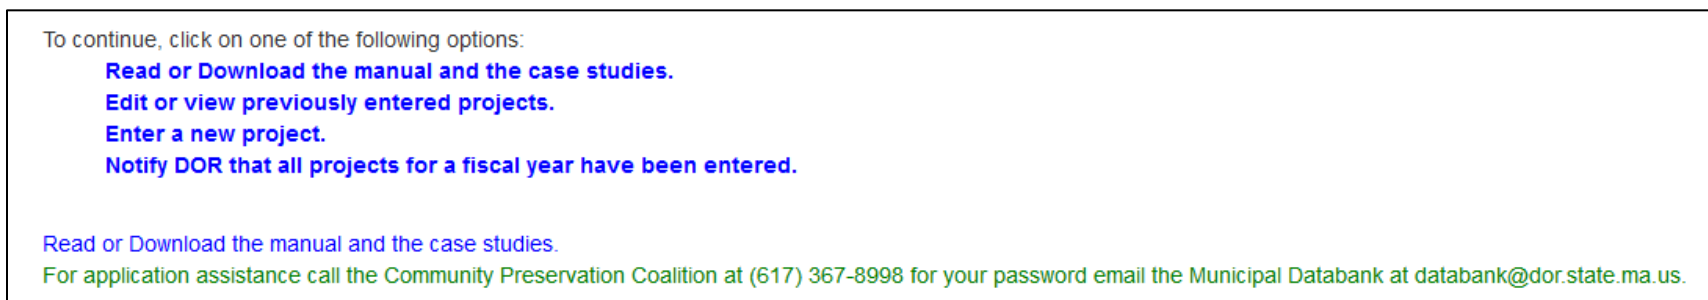 To continue, click on one of the following options:
Read or Download the manual and the case studies.
Edit or view previously entered projects.
Enter a new project.
Notify DOR that all projects for a fiscal year have been entered.
Read or Download the manual and the case studies.
For application assistance call the Community Preservation Coalition at (617) 367-8998 for your password email the Municipal Databank at databank@dor.state.ma.us.